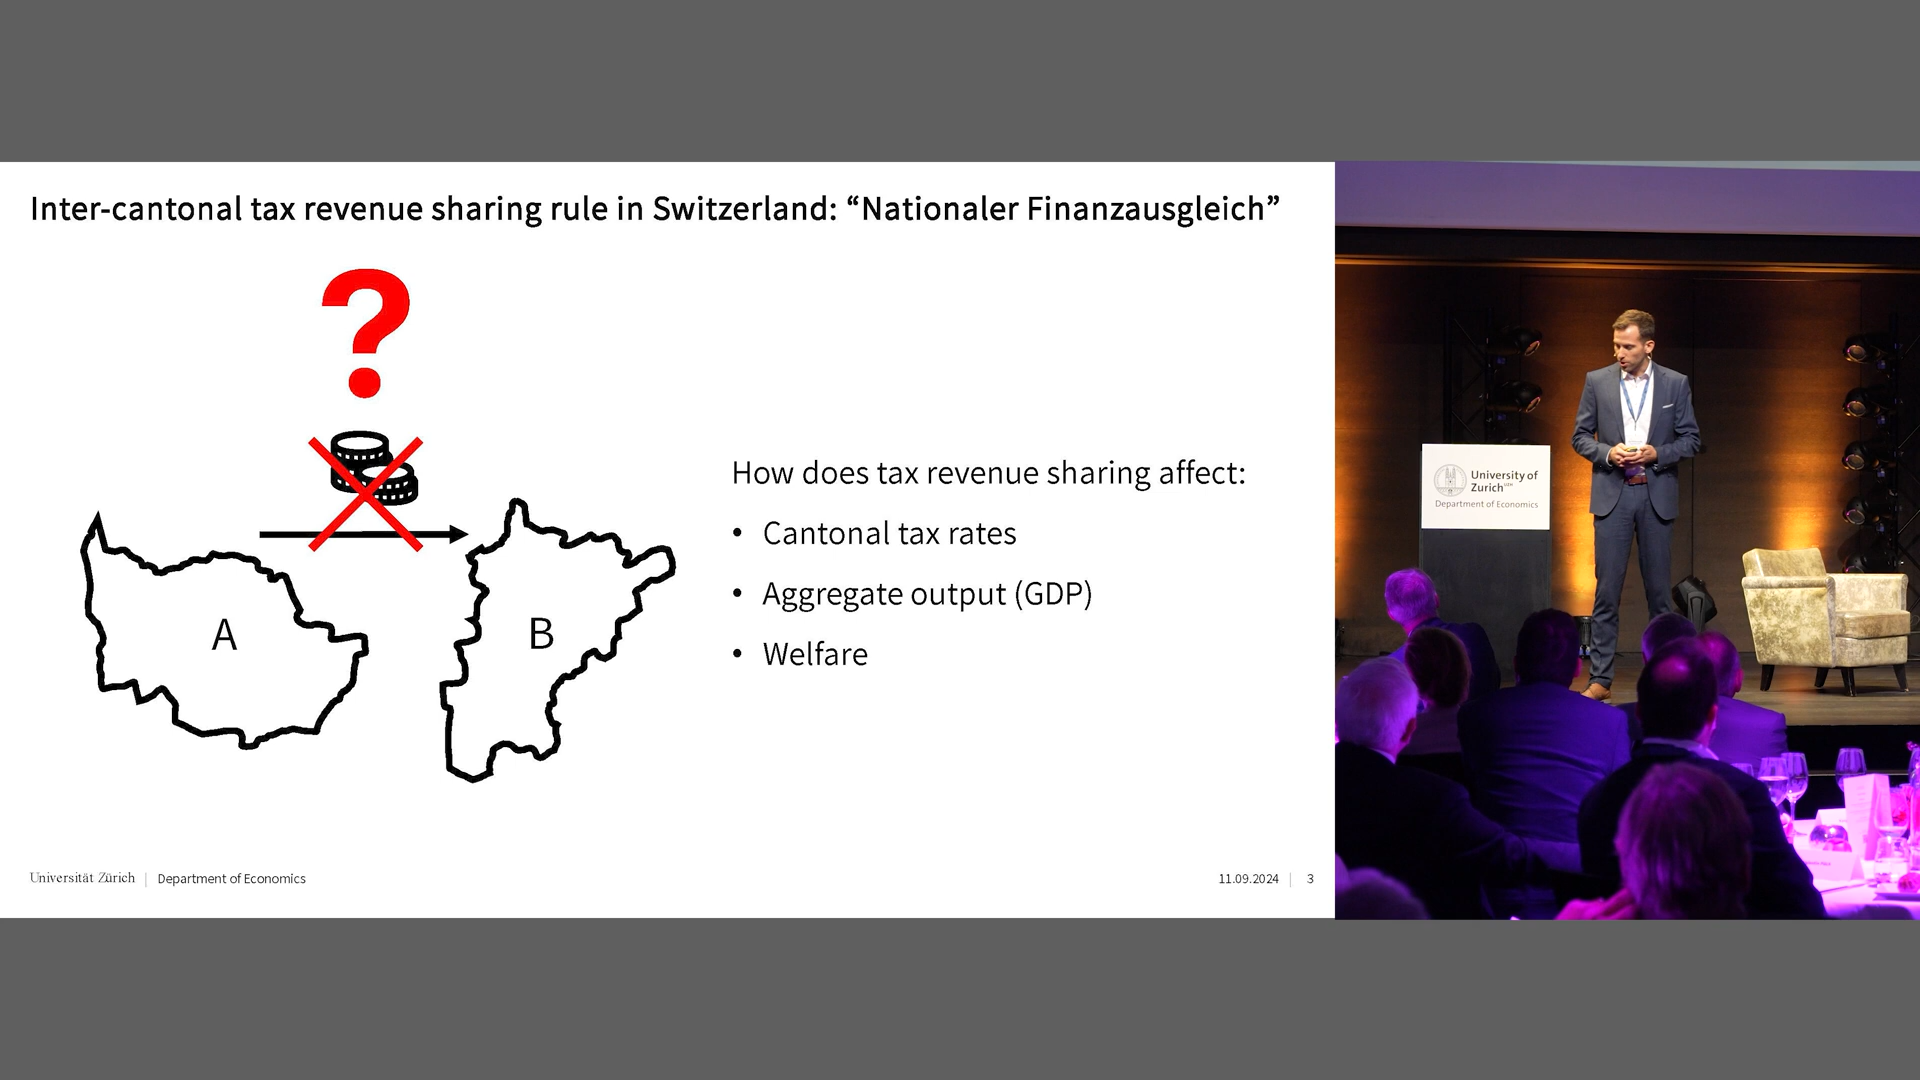 Inter-cantonal tax revenue sharing rule in Switzerland: “Nationaler Finanzausgleich”
?
A
B
How does tax revenue sharing affect:
• Cantonal tax rates
• Aggregate output (GDP)
• Welfare
Universität Zürich | Department of Economics
11.09.2024 | 3
University of
Zurich UZH
Department of Economics